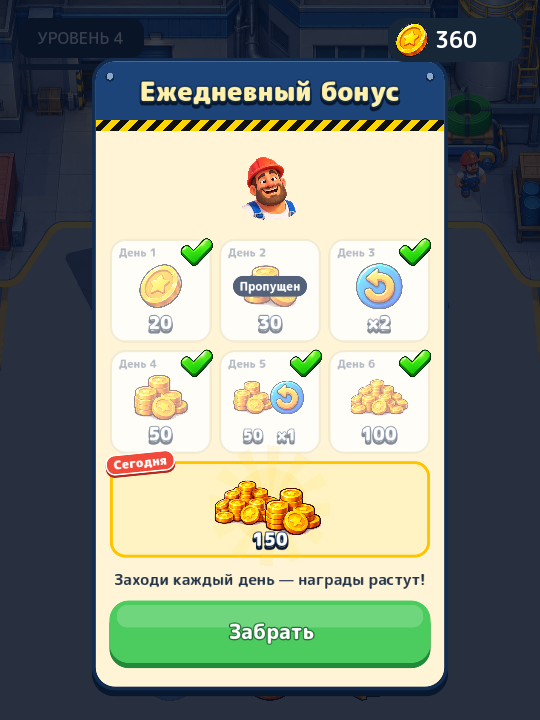 УРОВЕНЬ 4
360
Ежедневный бонус
День 1
20
День 2
Пропущен
30
День 3
x2
День 4
50
День 5
50 x1
День 6
100
Сегодня
150
Заходи каждый день — награды растут!
Забрать